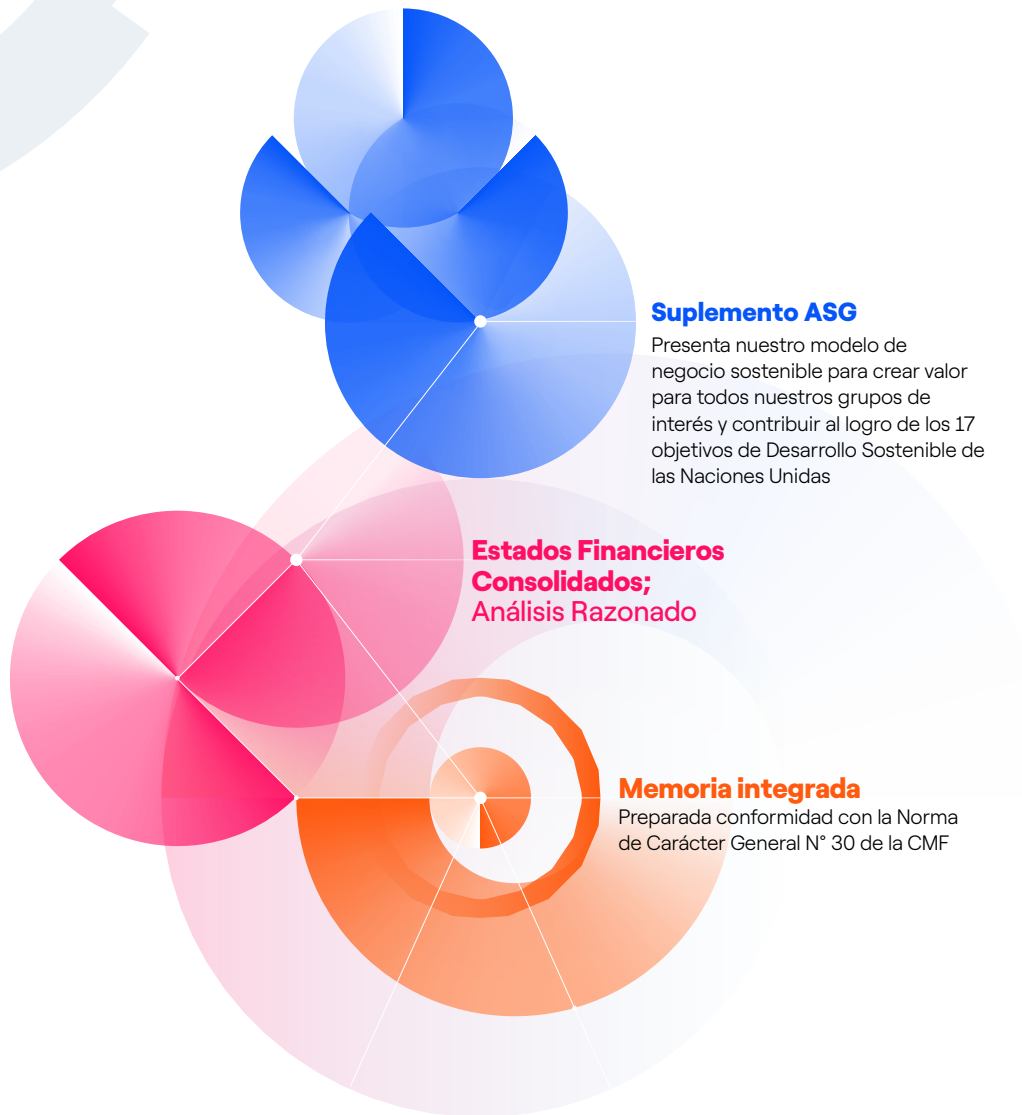 Suplemento ASG
Presenta nuestro modelo de
negocio sostenible para crear valor
para todos nuestros grupos de
interés y contribuir al logro de los 17
objetivos de Desarrollo Sostenible de
las Naciones Unidas
Estados Financieros
Consolidados;
Análisis Razonado
Memoria integrada
Preparada conformidad con la Norma
de Carácter General N° 30 de la CMF